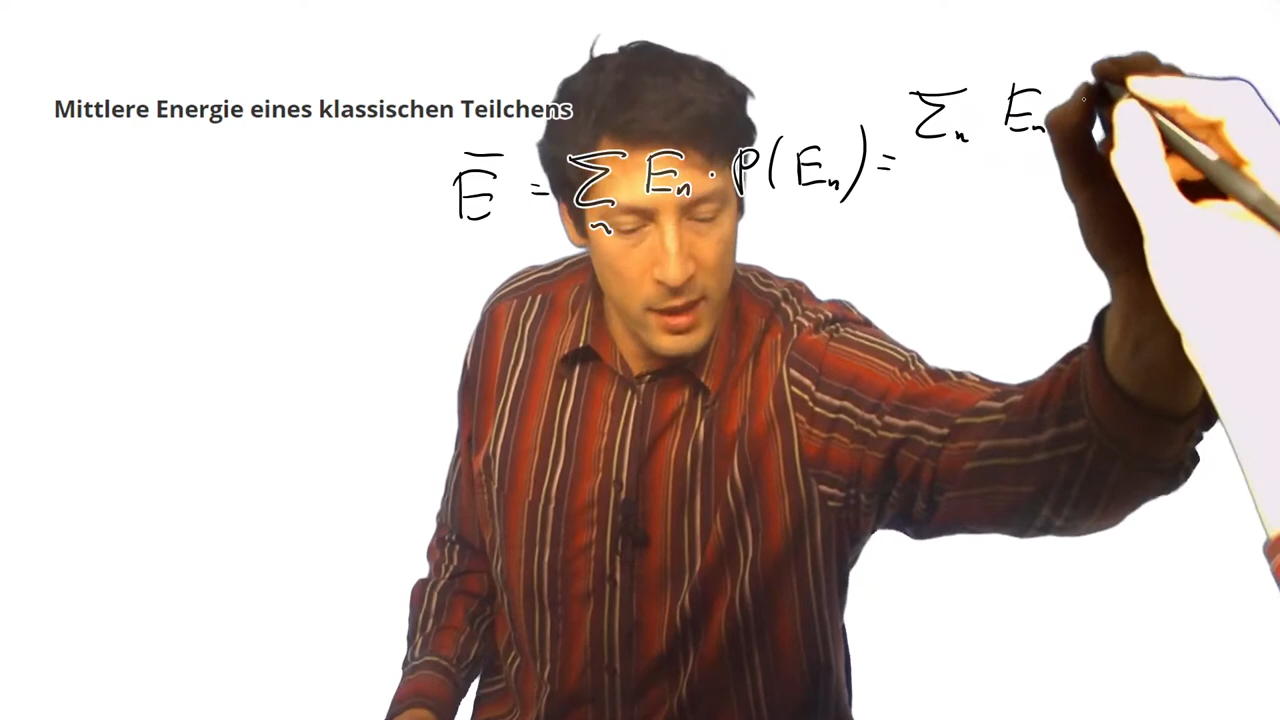 Mittlere Energie eines klassischen Teilchens
Ē = Σₙ Eₙ · P(Eₙ) = Σₙ Eₙ ·